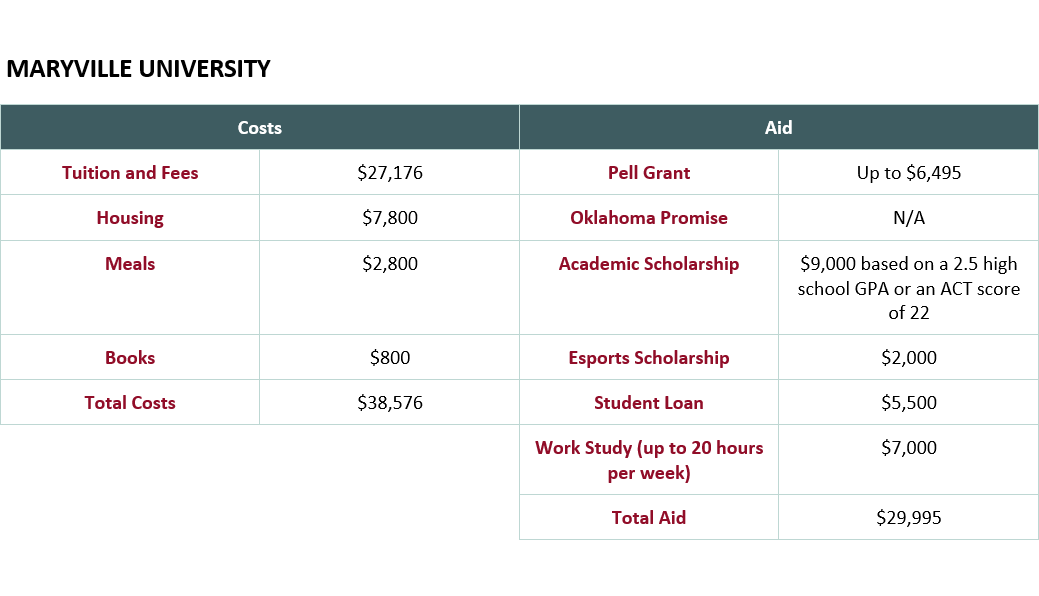 MARYVILLE UNIVERSITY
Costs Aid
Tuition and Fees $27,176 Pell Grant Up to $6,495
Housing $7,800 Oklahoma Promise N/A
Meals $2,800 Academic Scholarship $9,000 based on a 2.5 high
school GPA or an ACT score
of 22
Books $800 Esports Scholarship $2,000
Total Costs $38,576 Student Loan $5,500
Work Study (up to 20 hours $7,000
per week)
Total Aid $29,995